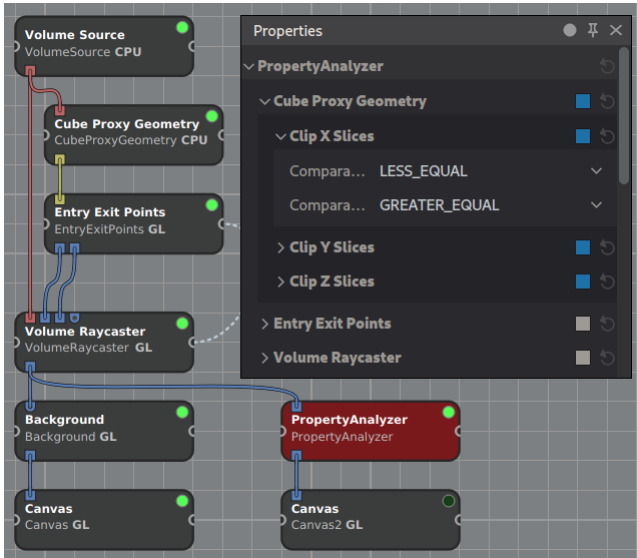 Volume Source
VolumeSource CPU
Cube Proxy Geometry
CubeProxyGeometry CPU
Entry Exit Points
EntryExitPoints GL
Volume Raycaster
VolumeRaycaster GL
Background
Background GL
PropertyAnalyzer
PropertyAnalyzer
Canvas
Canvas GL
Canvas
Canvas2 GL
Properties
PropertyAnalyzer
Cube Proxy Geometry
Clip X Slices
Compara... LESS_EQUAL
Compara... GREATER_EQUAL
Clip Y Slices
Clip Z Slices
Entry Exit Points
Volume Raycaster